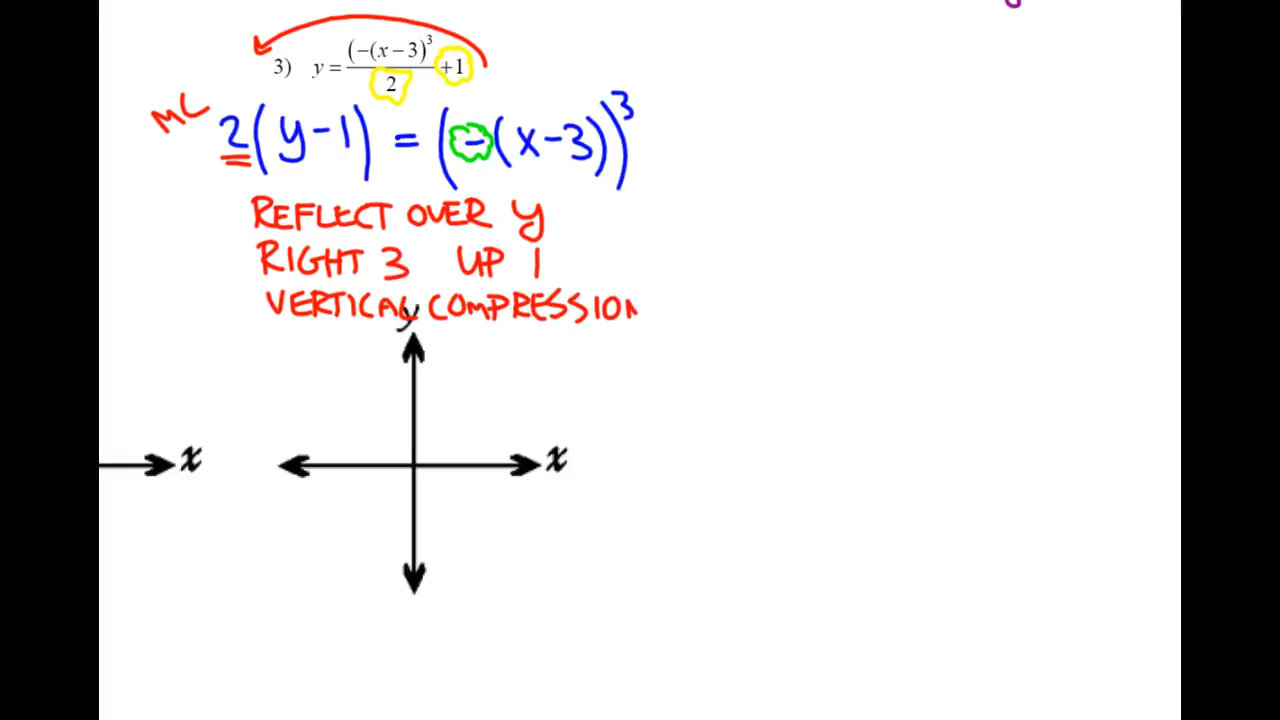 3) y = (-(x-3)^3 / 2 +1
MC 2(y-1) = (-(x-3))^3
REFLECT OVER y
RIGHT 3 UP 1
VERTICAL COMPRESSION
y
x
x